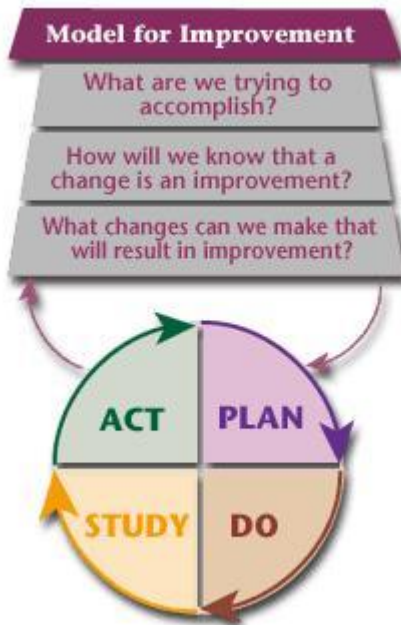 Model for Improvement
What are we trying to
accomplish?
How will we know that a
change is an improvement?
What changes can we make that
will result in improvement?
ACT
PLAN
STUDY
DO